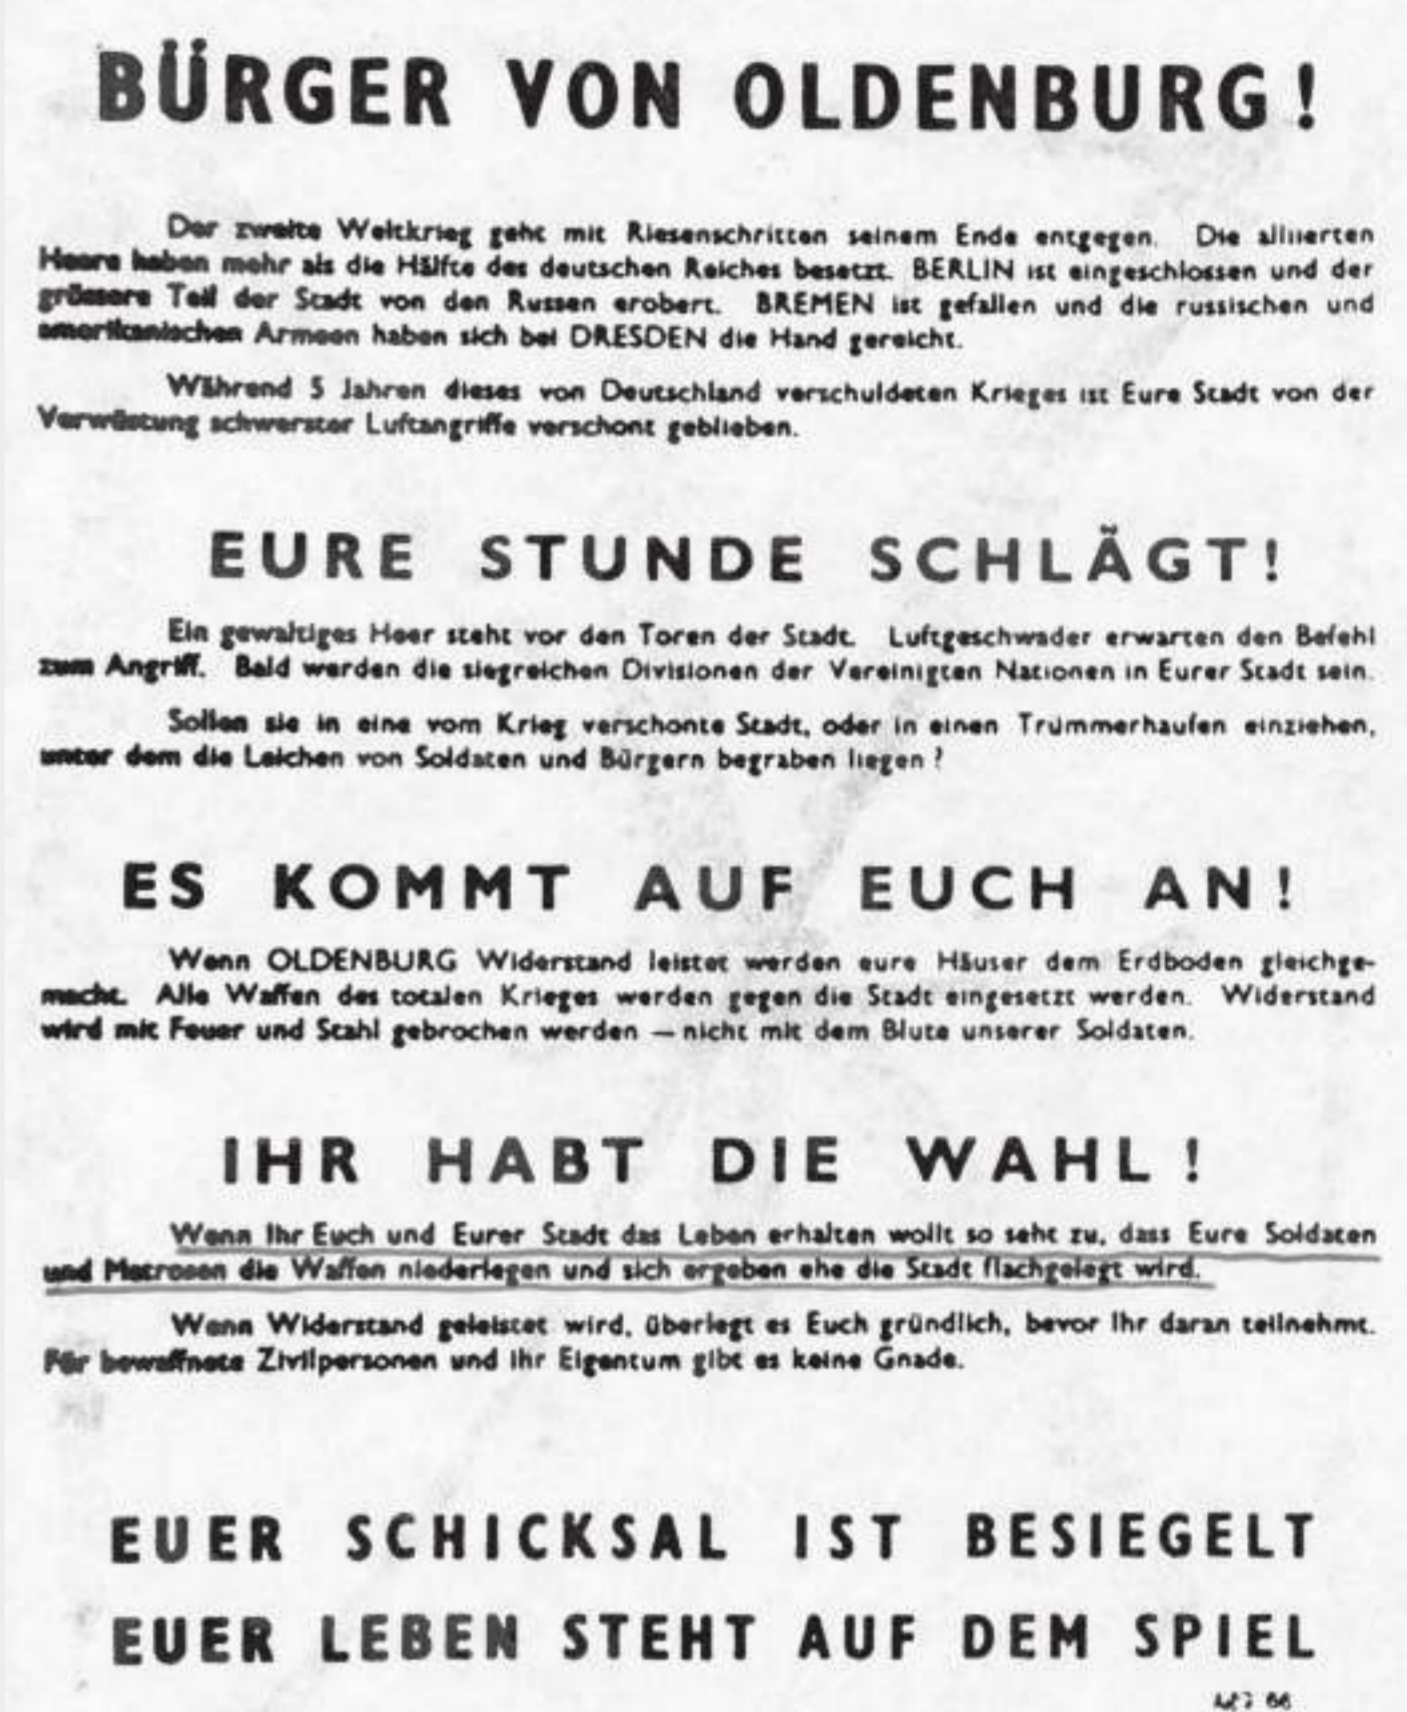 BÜRGER VON OLDENBURG!
Der zweite Weltkrieg geht mit Riesenschritten seinem Ende entgegen. Die alliierten
Heere haben mehr als die Hälfte des deutschen Reiches besetzt. BERLIN ist eingeschlossen und der
grössere Teil der Stadt von den Russen erobert. BREMEN ist gefallen und die russischen und
amerikanischen Armeen haben sich bei DRESDEN die Hand gereicht.
Während 5 Jahren dieses von Deutschland verschuldeten Krieges ist Eure Stadt von der
Verwüstung schwerster Luftangriffe verschont geblieben.
EURE STUNDE SCHLÄGT!
Ein gewaltiges Heer steht vor den Toren der Stadt. Luftgeschwader erwarten den Befehl
zum Angriff. Bald werden die siegreichen Divisionen der Vereinigten Nationen in Eurer Stadt sein.
Sollen sie in eine vom Krieg verschonte Stadt, oder in einen Trümmerhaufen einziehen,
unter dem die Leichen von Soldaten und Bürgern begraben liegen?
ES KOMMT AUF EUCH AN!
Wenn OLDENBURG Widerstand leistet werden eure Häuser dem Erdboden gleichge-
macht. Alle Waffen des totalen Krieges werden gegen die Stadt eingesetzt werden. Widerstand
wird mit Feuer und Stahl gebrochen werden — nicht mit dem Blute unserer Soldaten.
IHR HABT DIE WAHL!
Wenn Ihr Euch und Eurer Stadt das Leben erhalten wollt so seht zu, dass Eure Soldaten
und Matrosen die Waffen niederlegen und sich ergeben ehe die Stadt flachgelegt wird.
Wenn Widerstand geleistet wird, überlegt es Euch gründlich, bevor Ihr daran teilnehmt.
Für bewaffnete Zivilpersonen und ihr Eigentum gibt es keine Gnade.
EUER SCHICKSAL IST BESIEGELT
EUER LEBEN STEHT AUF DEM SPIEL